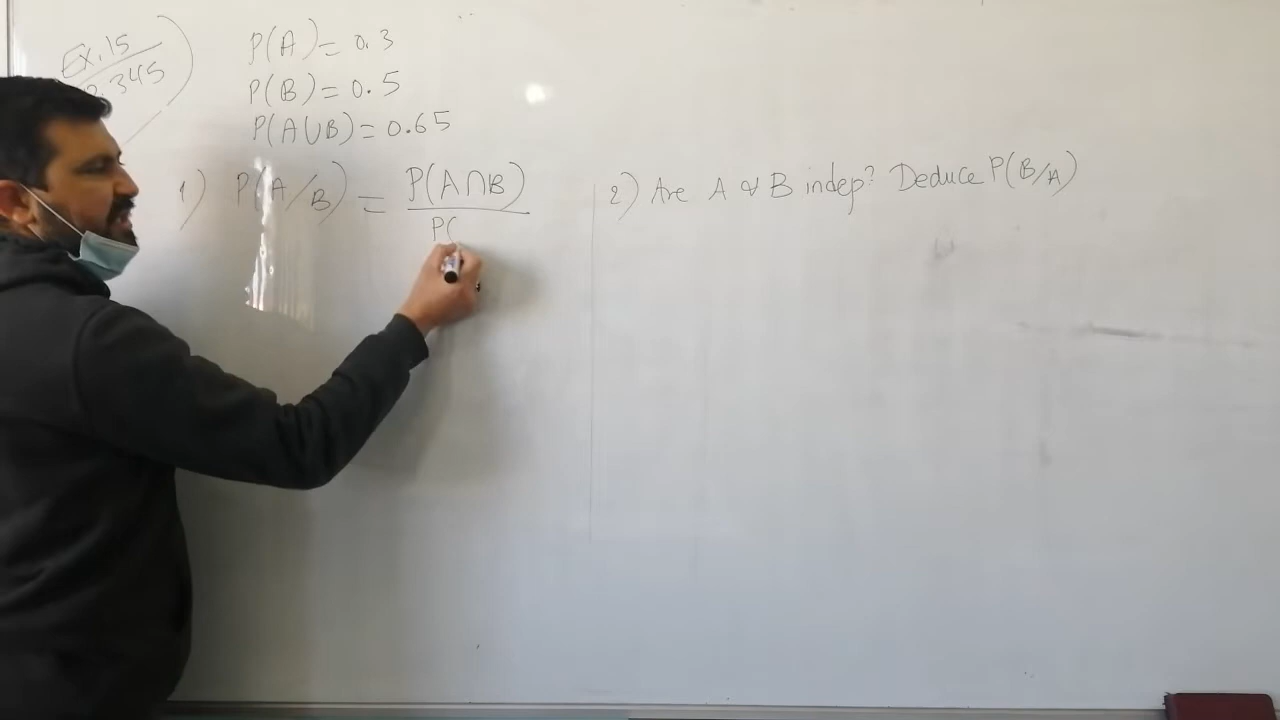 Ex.15
345
P(A) = 0.3
P(B) = 0.5
P(A∪B) = 0.65
1) P(A/B) = P(A∩B)
P(
2) Are A & B indep? Deduce P(B/A)